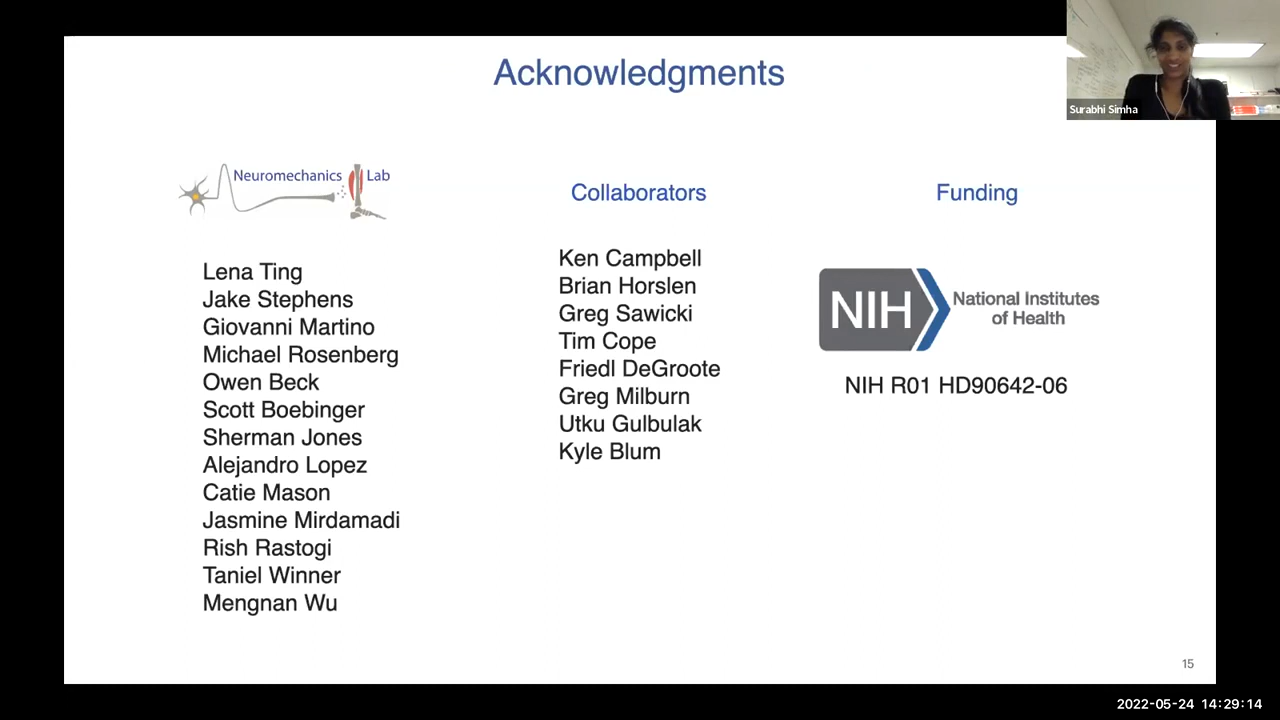 Acknowledgments
Surabhi Simha
Neuromechanics Lab
Lena Ting
Jake Stephens
Giovanni Martino
Michael Rosenberg
Owen Beck
Scott Boebinger
Sherman Jones
Alejandro Lopez
Catie Mason
Jasmine Mirdamadi
Rish Rastogi
Taniel Winner
Mengnan Wu
Collaborators
Ken Campbell
Brian Horslen
Greg Sawicki
Tim Cope
Friedl DeGroote
Greg Milburn
Utku Gulbulak
Kyle Blum
Funding
NIH
National Institutes
of Health
NIH R01 HD90642-06
15
2022-05-24 14:29:14